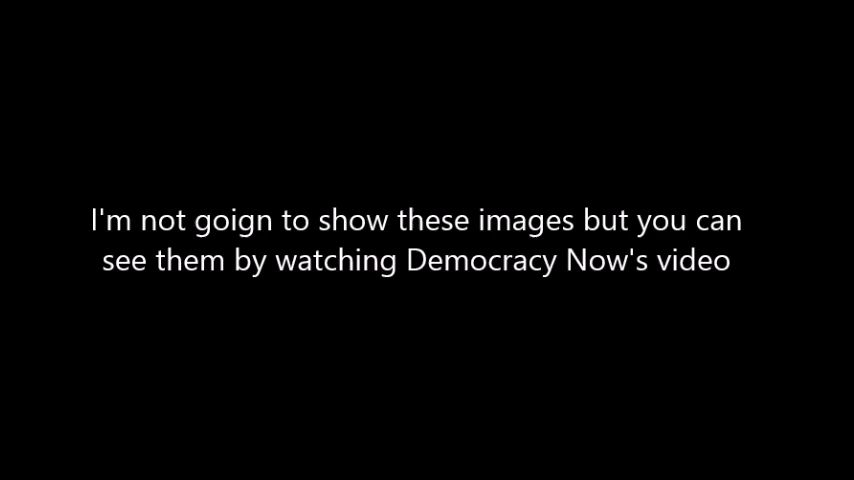 I'm not goign to show these images but you can
see them by watching Democracy Now's video